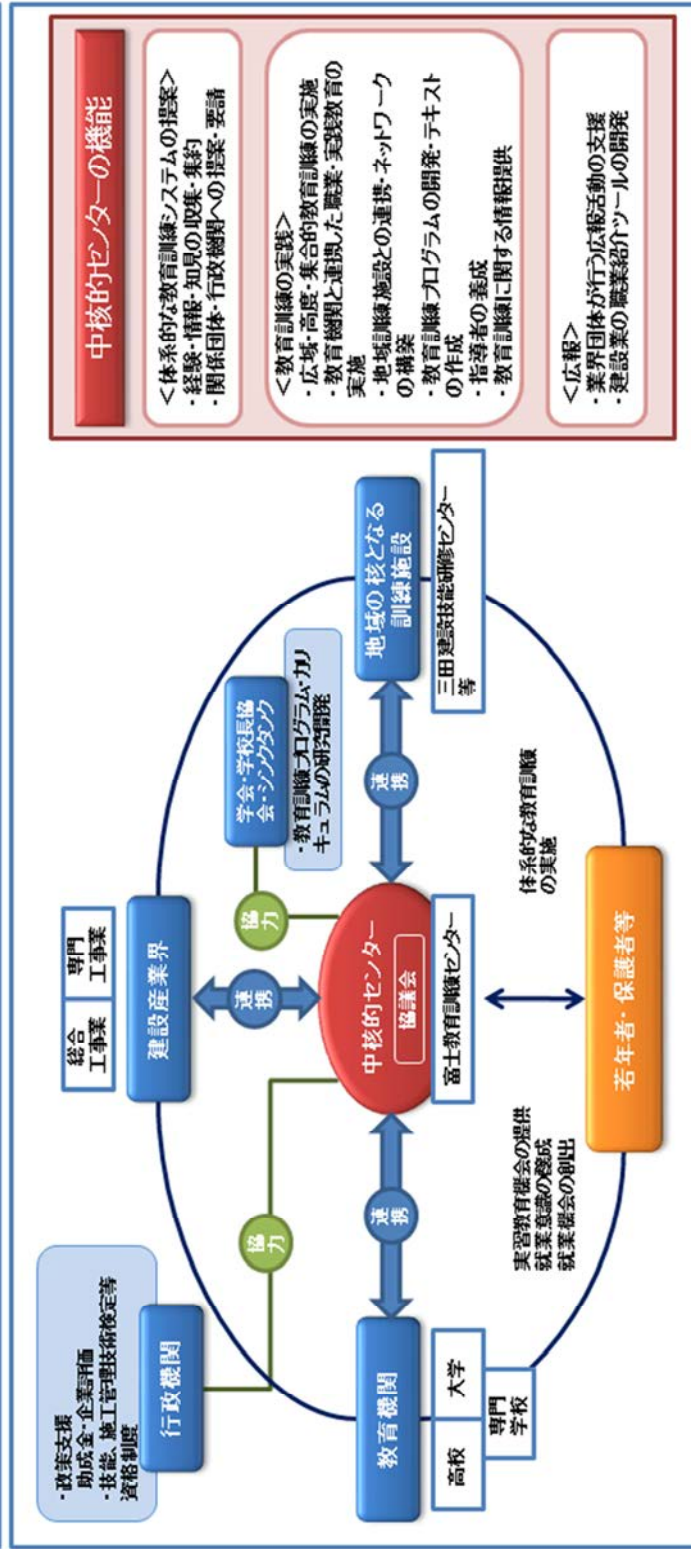 ・政策支援
助成金・企業評価
・技能、施工管理技術検定等
資格制度
行政機関
総合
工事業
専門
工事業
建設産業界
学会・学校長協
会・シンクタンク
・教育訓練プログラム・カリ
キュラムの研究開発
協力
連携
協力
教育機関
高校
大学
専門
学校
連携
中核的センター
協議会
富士教育訓練センター
連携
地域の核となる
訓練施設
三田建設技能研修センター
等
実習教育機会の提供
就業意識の醸成
就業機会の創出
体系的な教育訓練
の実施
若年者・保護者等
中核的センターの機能
＜体系的な教育訓練システムの提案＞
・経験・情報・知見の収集・集約
・関係団体・行政機関への提案・要請
＜教育訓練の実践＞
・広域・高度・集合的教育訓練の実施
・教育機関と連携した職業・実践教育の
実施
・地域訓練施設との連携・ネットワーク
の構築
・教育訓練プログラムの開発・テキスト
の作成
・指導者の養成
・教育訓練に関する情報提供
＜広報＞
・業界団体が行う広報活動の支援
・建設業の職業紹介ツールの開発